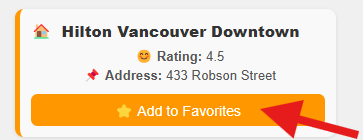 🏠 Hilton Vancouver Downtown
😊 Rating: 4.5
📌 Address: 433 Robson Street
⭐ Add to Favorites